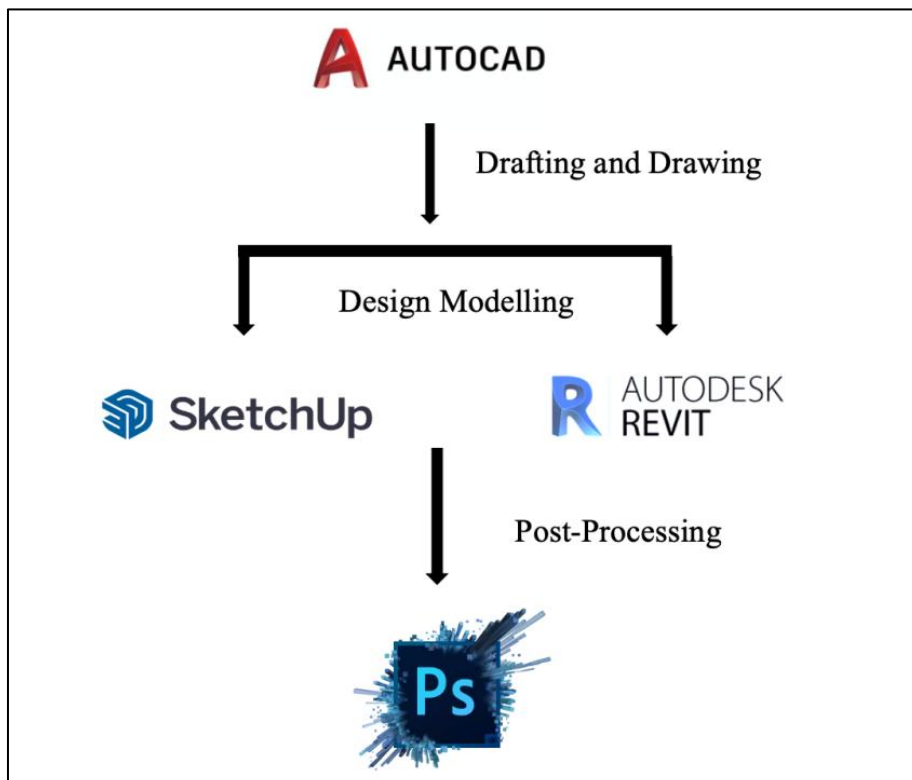 AUTOCAD
Drafting and Drawing
Design Modelling
SketchUp
AUTODESK
REVIT
Post-Processing
Ps